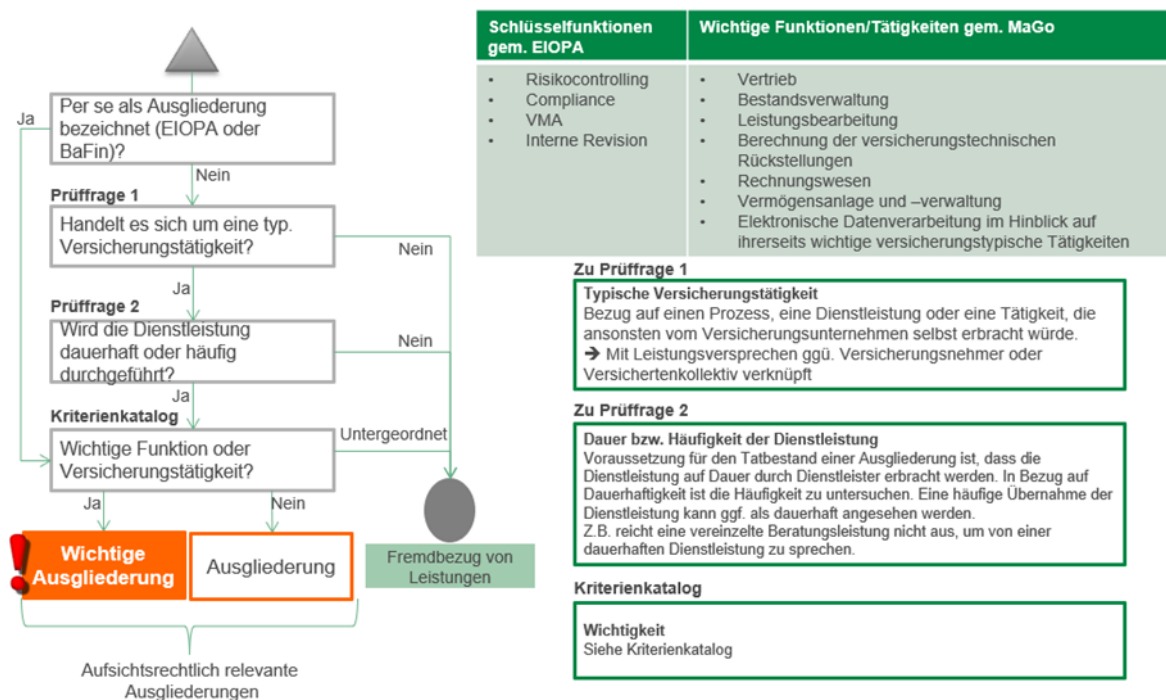 Per se als Ausgliederung
bezeichnet (EIOPA oder
BaFin)?
Ja
Nein
Prüffrage 1
Handelt es sich um eine typ.
Versicherungstätigkeit?
Nein
Ja
Prüffrage 2
Wird die Dienstleistung
dauerhaft oder häufig
durchgeführt?
Nein
Ja
Kriterienkatalog
Wichtige Funktion oder
Versicherungstätigkeit?
Untergeordnet
Ja
Nein
Wichtige
Ausgliederung
Ausgliederung
Fremdbezug von
Leistungen
Aufsichtsrechtlich relevante
Ausgliederungen
Schlüsselfunktionen
gem. EIOPA
• Risikocontrolling
• Compliance
• VMA
• Interne Revision
Wichtige Funktionen/Tätigkeiten gem. MaGo
• Vertrieb
• Bestandsverwaltung
• Leistungsbearbeitung
• Berechnung der versicherungstechnischen
Rückstellungen
• Rechnungswesen
• Vermögensanlage und –verwaltung
• Elektronische Datenverarbeitung im Hinblick auf
ihrerseits wichtige versicherungstypische Tätigkeiten
Zu Prüffrage 1
Typische Versicherungstätigkeit
Bezug auf einen Prozess, eine Dienstleistung oder eine Tätigkeit, die
ansonsten vom Versicherungsunternehmen selbst erbracht würde.
➔ Mit Leistungsversprechen ggü. Versicherungsnehmer oder
Versichertenkollektiv verknüpft
Zu Prüffrage 2
Dauer bzw. Häufigkeit der Dienstleistung
Voraussetzung für den Tatbestand einer Ausgliederung ist, dass die
Dienstleistung auf Dauer durch Dienstleister erbracht werden. In Bezug auf
Dauerhaftigkeit ist die Häufigkeit zu untersuchen. Eine häufige Übernahme der
Dienstleistung kann ggf. als dauerhaft angesehen werden.
Z.B. reicht eine vereinzelte Beratungsleistung nicht aus, um von einer
dauerhaften Dienstleistung zu sprechen.
Kriterienkatalog
Wichtigkeit
Siehe Kriterienkatalog